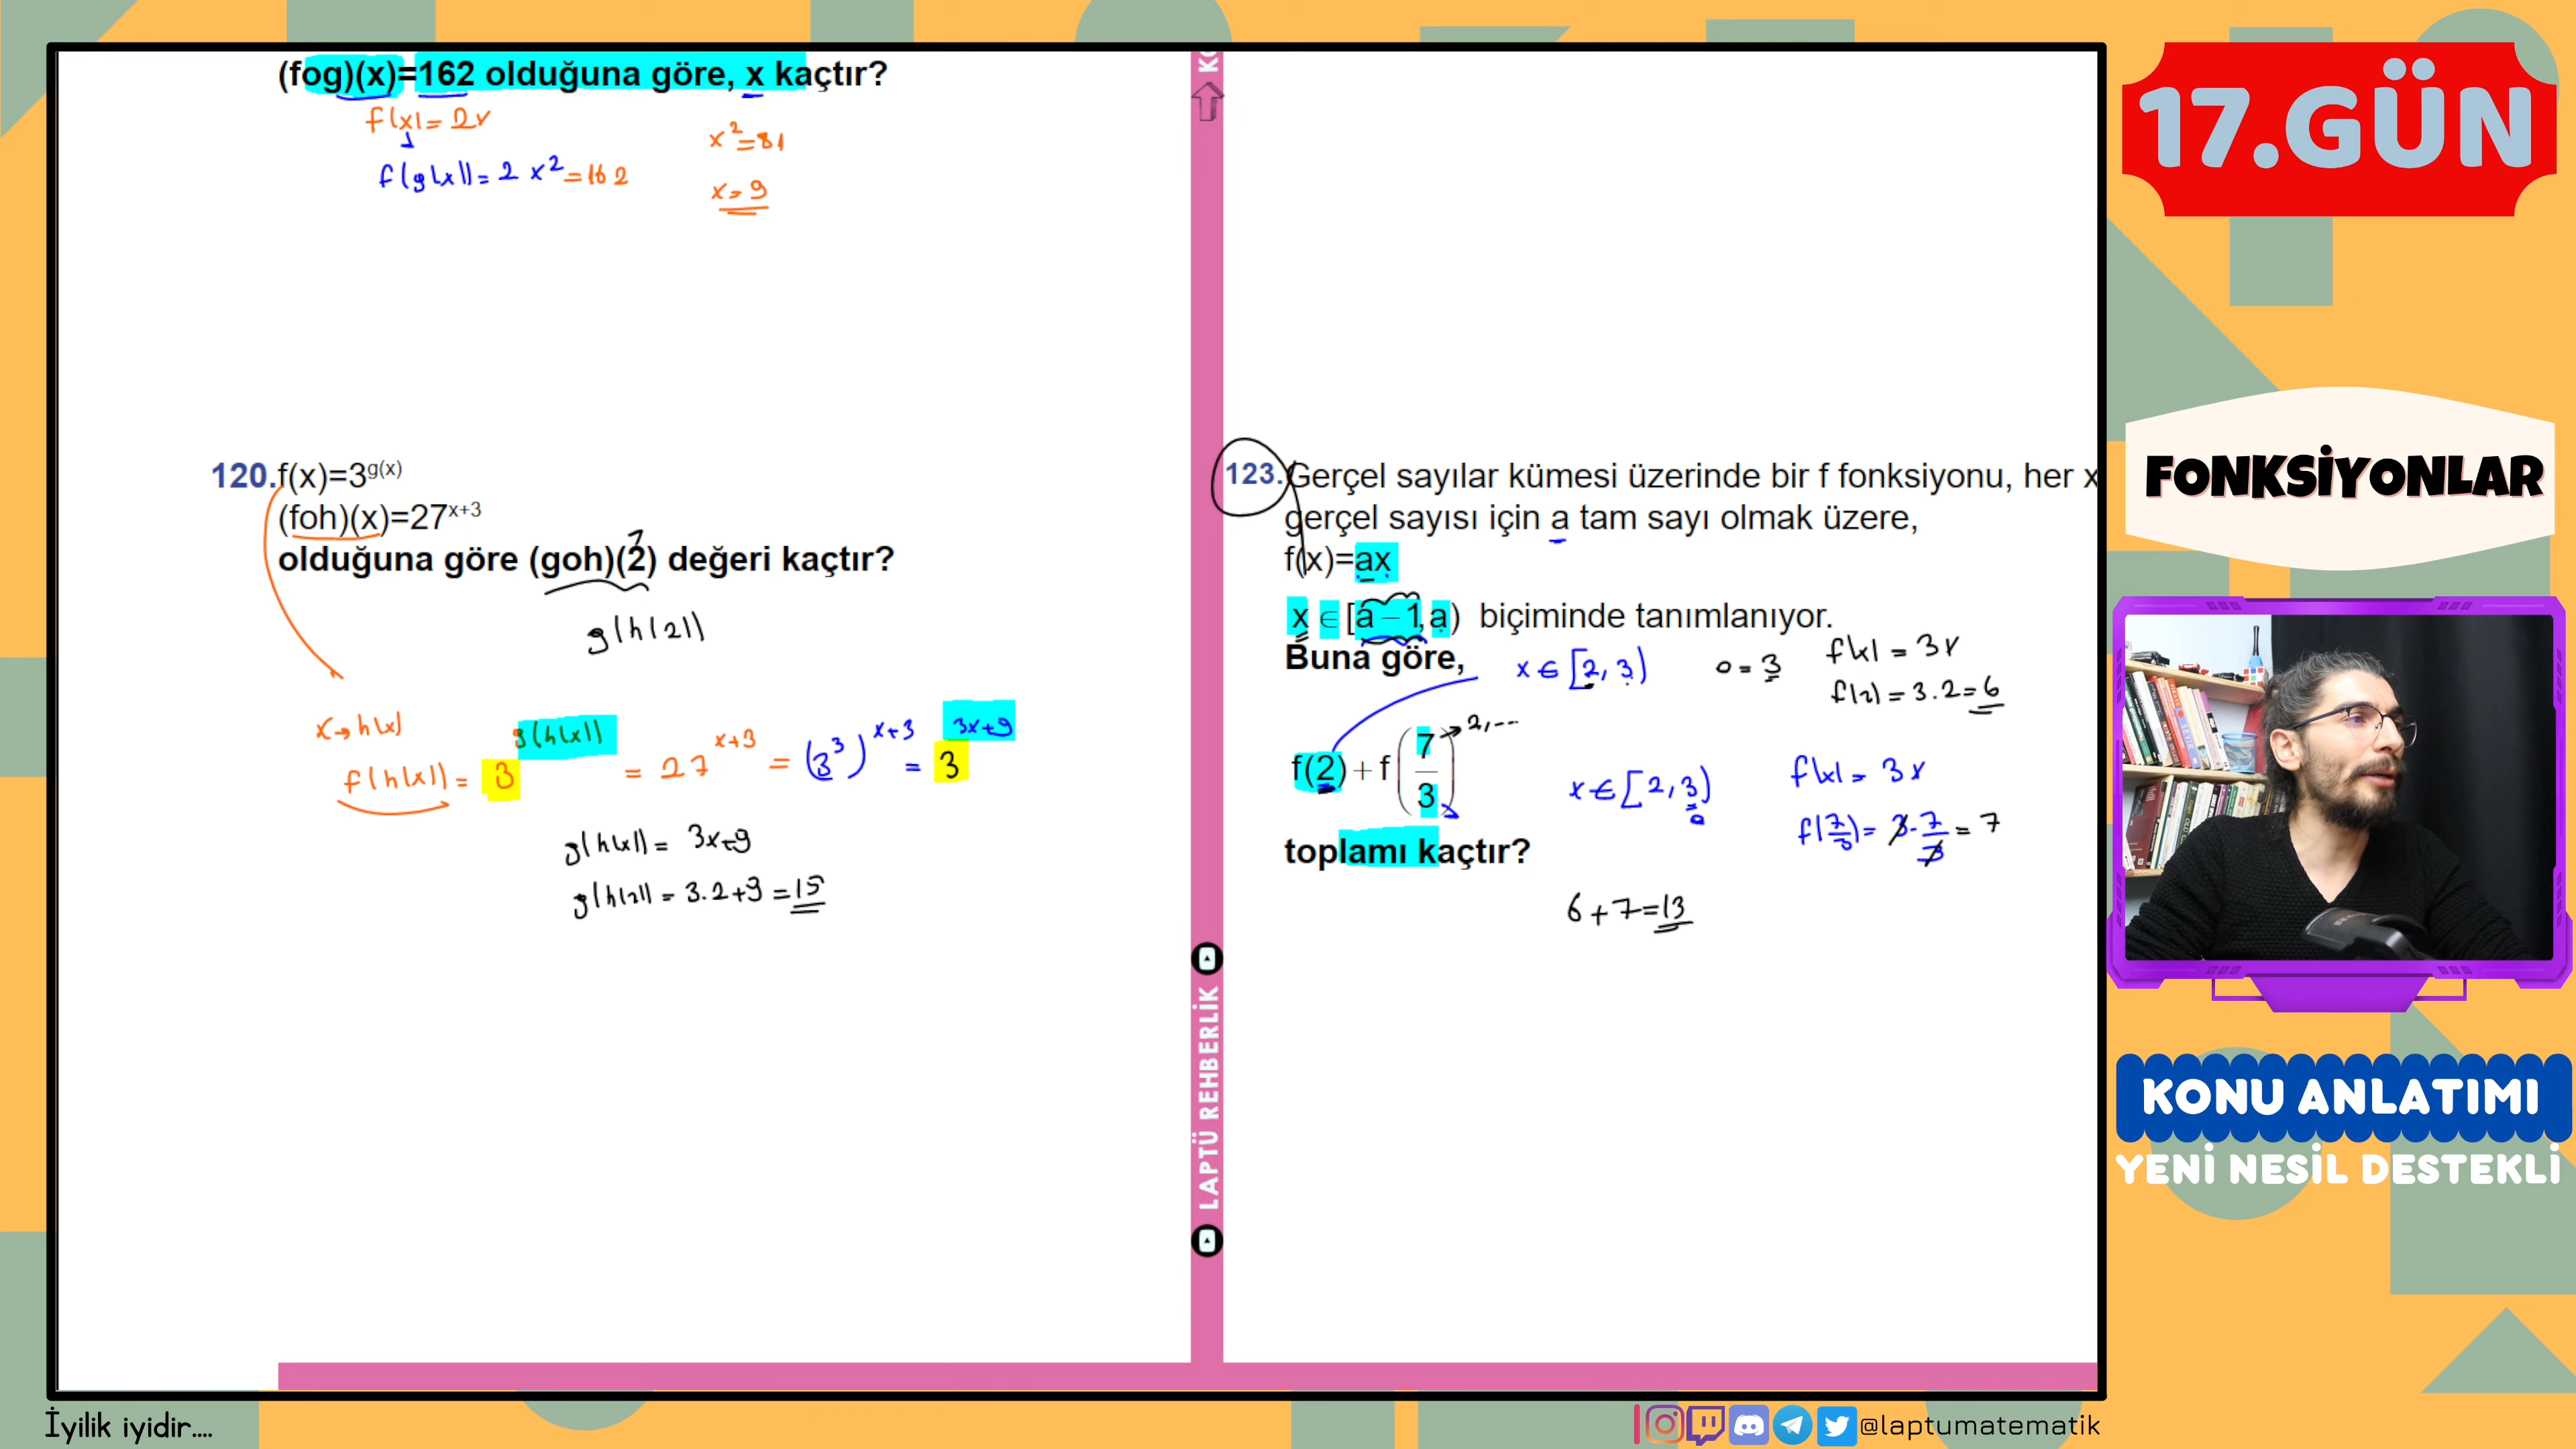 (fog)(x)=162 olduğuna göre, x kaçtır?
f(x)= 2x
f(g(x))= 2 x²=162
x²=81
x=9
120.f(x)=3^g(x)
(foh)(x)=27^x+3
olduğuna göre (goh)(2) değeri kaçtır?
g(h(2))
x→h(x)
f(h(x))= 3^g(h(x)) = 27^x+3 = (3³)^x+3 = 3^3x+9
g(h(x))= 3x+9
g(h(2))= 3.2+9=15
LAPTÜ REHBERLİK
123.Gerçel sayılar kümesi üzerinde bir f fonksiyonu, her x
gerçel sayısı için a tam sayı olmak üzere,
f(x)=ax
x ∈ [a − 1, a) biçiminde tanımlanıyor.
Buna göre,
x ∈ [2, 3)
a = 3
f(x) = 3x
f(2) = 3.2=6
f(2)+f(7/3)
→2,...
x ∈ [2, 3)
a
f(x) = 3x
f(7/3)= 3.7/3 = 7
toplamı kaçtır?
6+7=13
17.GÜN
FONKSİYONLAR
KONU ANLATIMI
YENİ NESİL DESTEKLİ
İyilik iyidir....
@laptumatematik